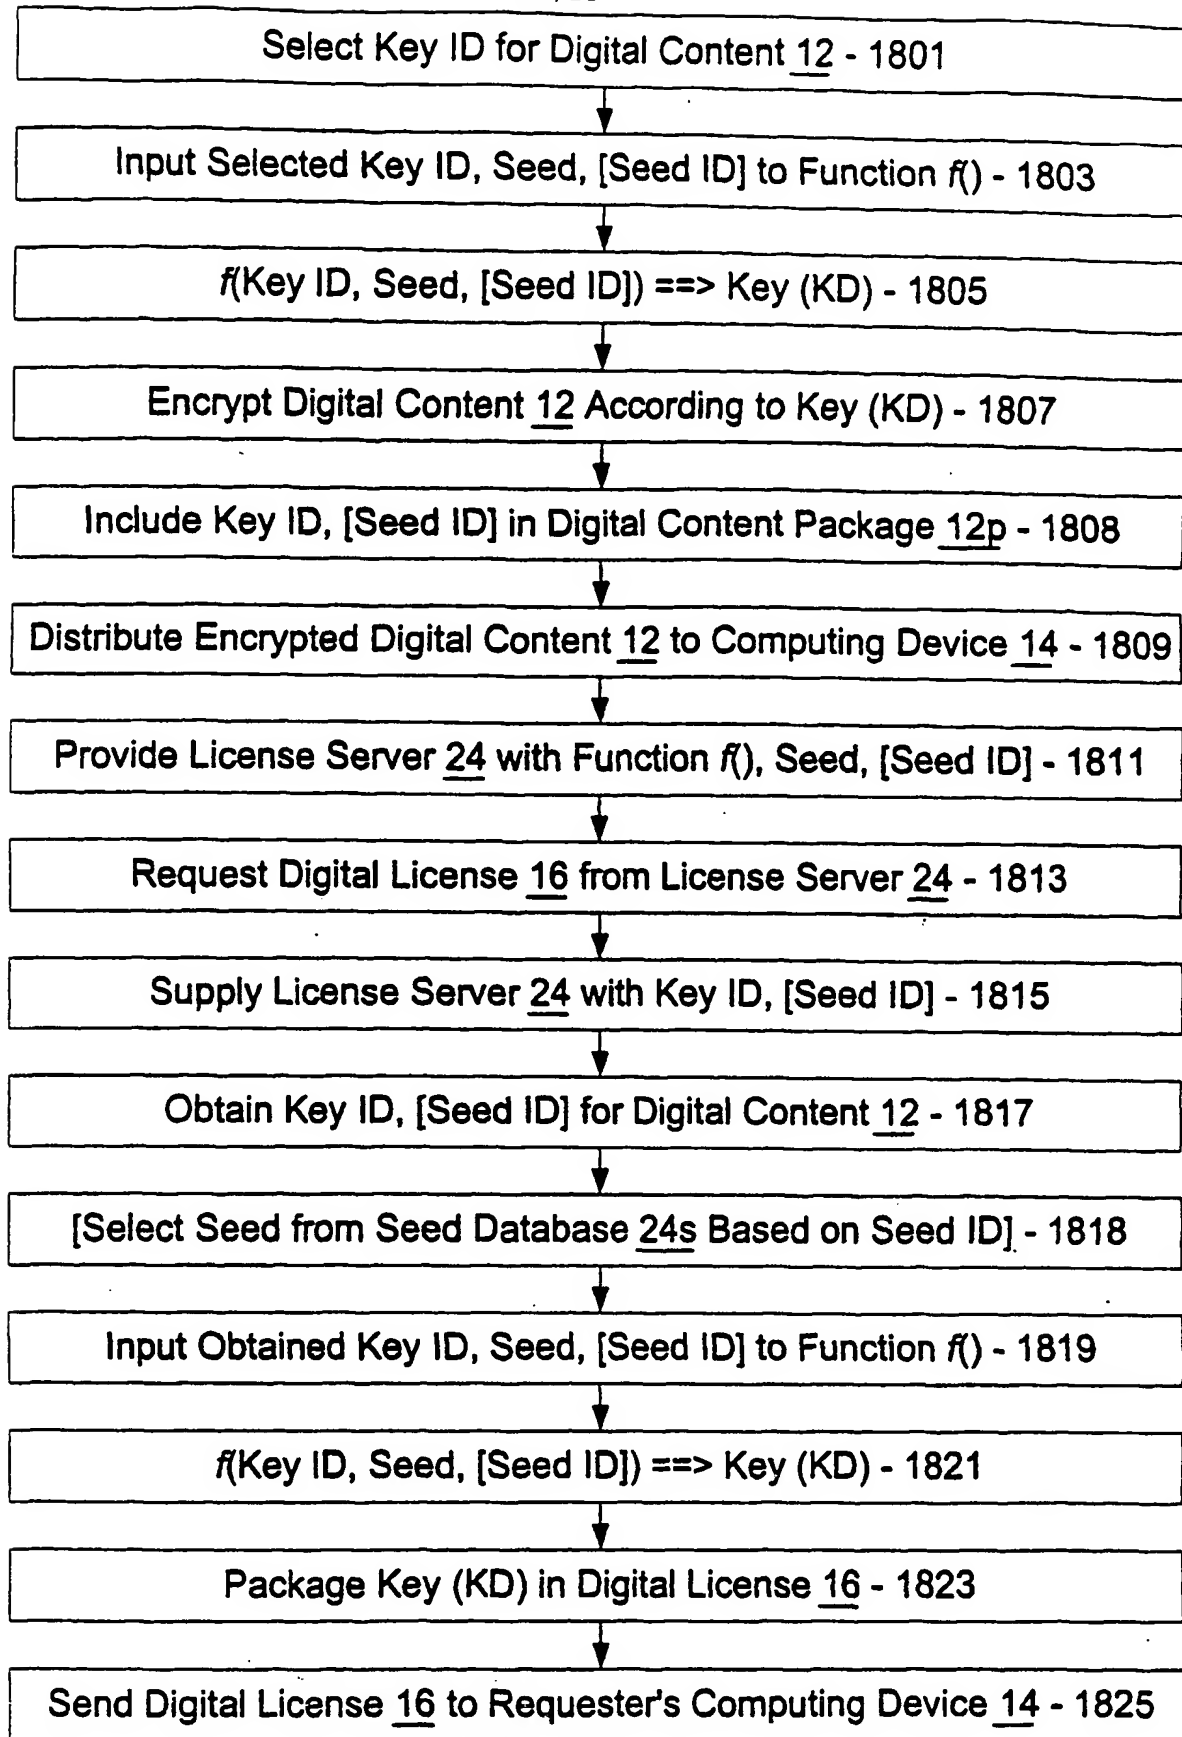 Select Key ID for Digital Content 12 - 1801
Input Selected Key ID, Seed, [Seed ID] to Function f() - 1803
f(Key ID, Seed, [Seed ID]) ==> Key (KD) - 1805
Encrypt Digital Content 12 According to Key (KD) - 1807
Include Key ID, [Seed ID] in Digital Content Package 12p - 1808
Distribute Encrypted Digital Content 12 to Computing Device 14 - 1809
Provide License Server 24 with Function f(), Seed, [Seed ID] - 1811
Request Digital License 16 from License Server 24 - 1813
Supply License Server 24 with Key ID, [Seed ID] - 1815
Obtain Key ID, [Seed ID] for Digital Content 12 - 1817
[Select Seed from Seed Database 24s Based on Seed ID] - 1818
Input Obtained Key ID, Seed, [Seed ID] to Function f() - 1819
f(Key ID, Seed, [Seed ID]) ==> Key (KD) - 1821
Package Key (KD) in Digital License 16 - 1823
Send Digital License 16 to Requester's Computing Device 14 - 1825